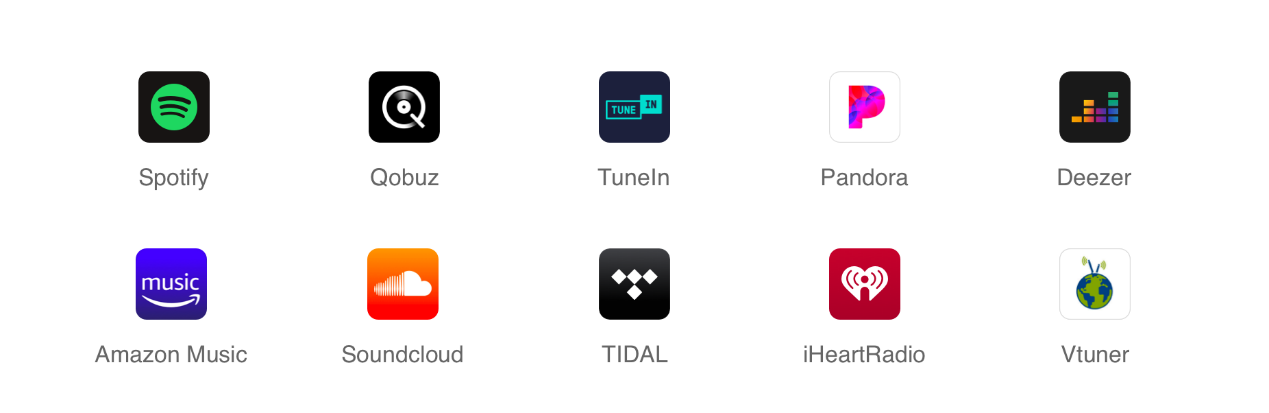 TUNE IN
Spotify
Qobuz
TuneIn
Pandora
Deezer
music
Amazon Music
Soundcloud
TIDAL
iHeartRadio
Vtuner